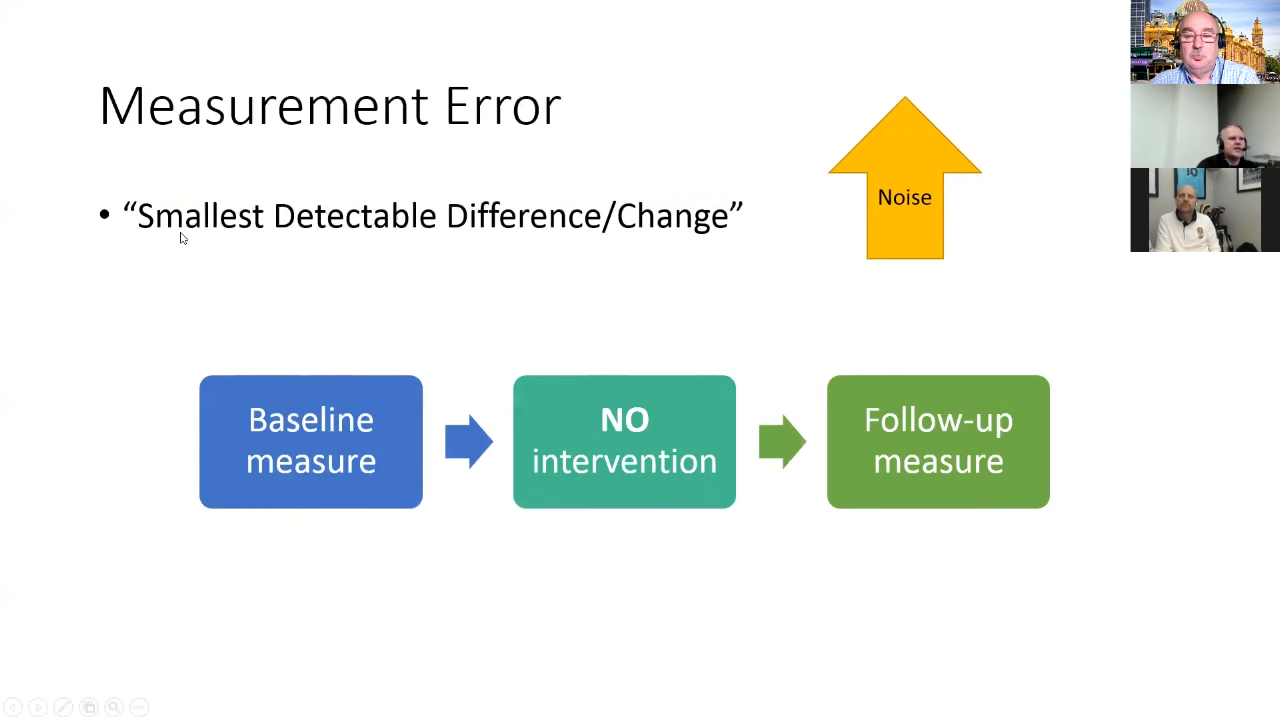 Measurement Error
• “Smallest Detectable Difference/Change”
Noise
Baseline
measure
NO
intervention
Follow-up
measure